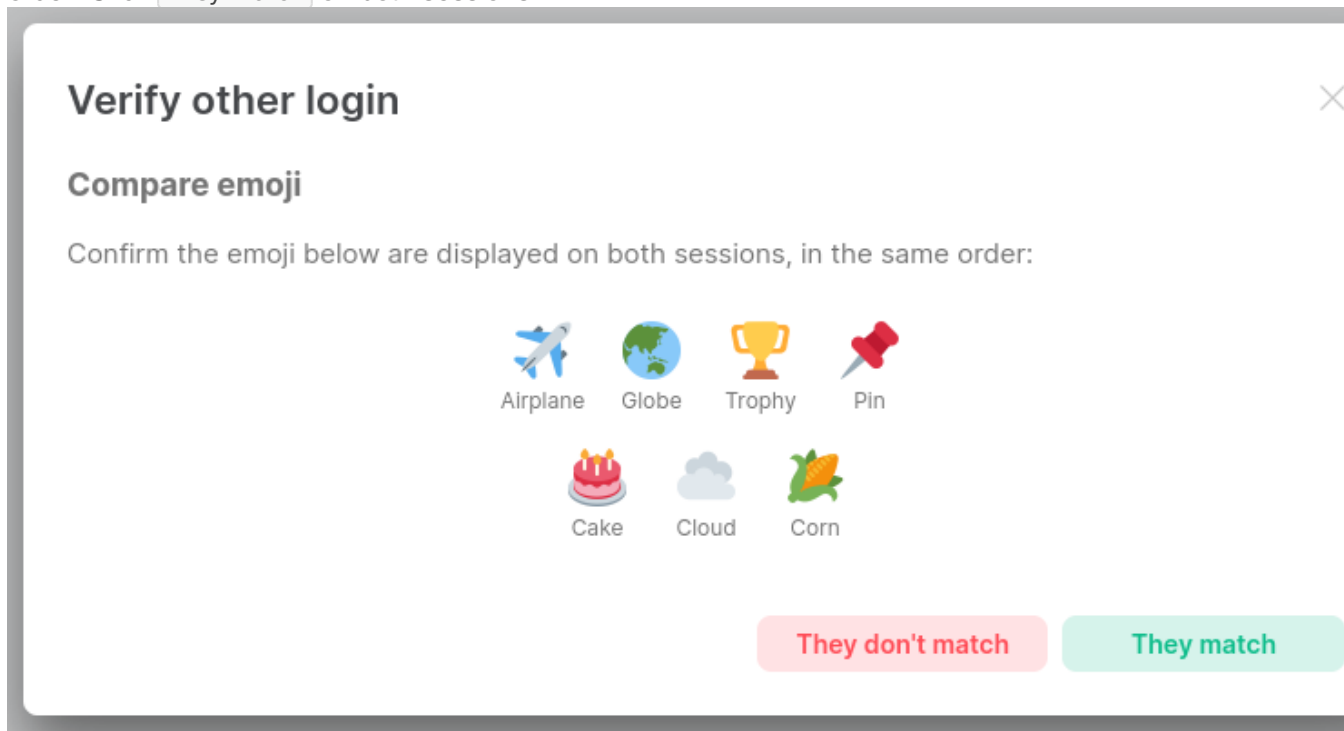 Verify other login
Compare emoji
Confirm the emoji below are displayed on both sessions, in the same order:
Airplane Globe Trophy Pin
Cake Cloud Corn
They don't match They match